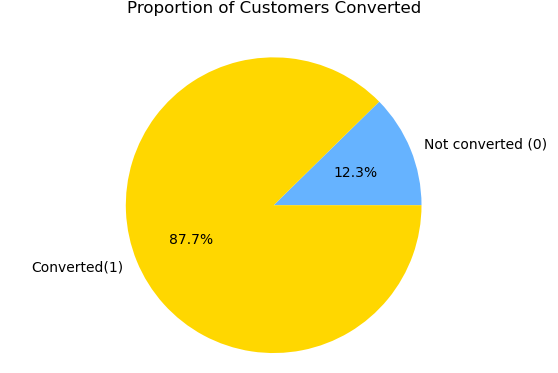 Proportion of Customers Converted
Not converted (0)
12.3%
87.7%
Converted(1)